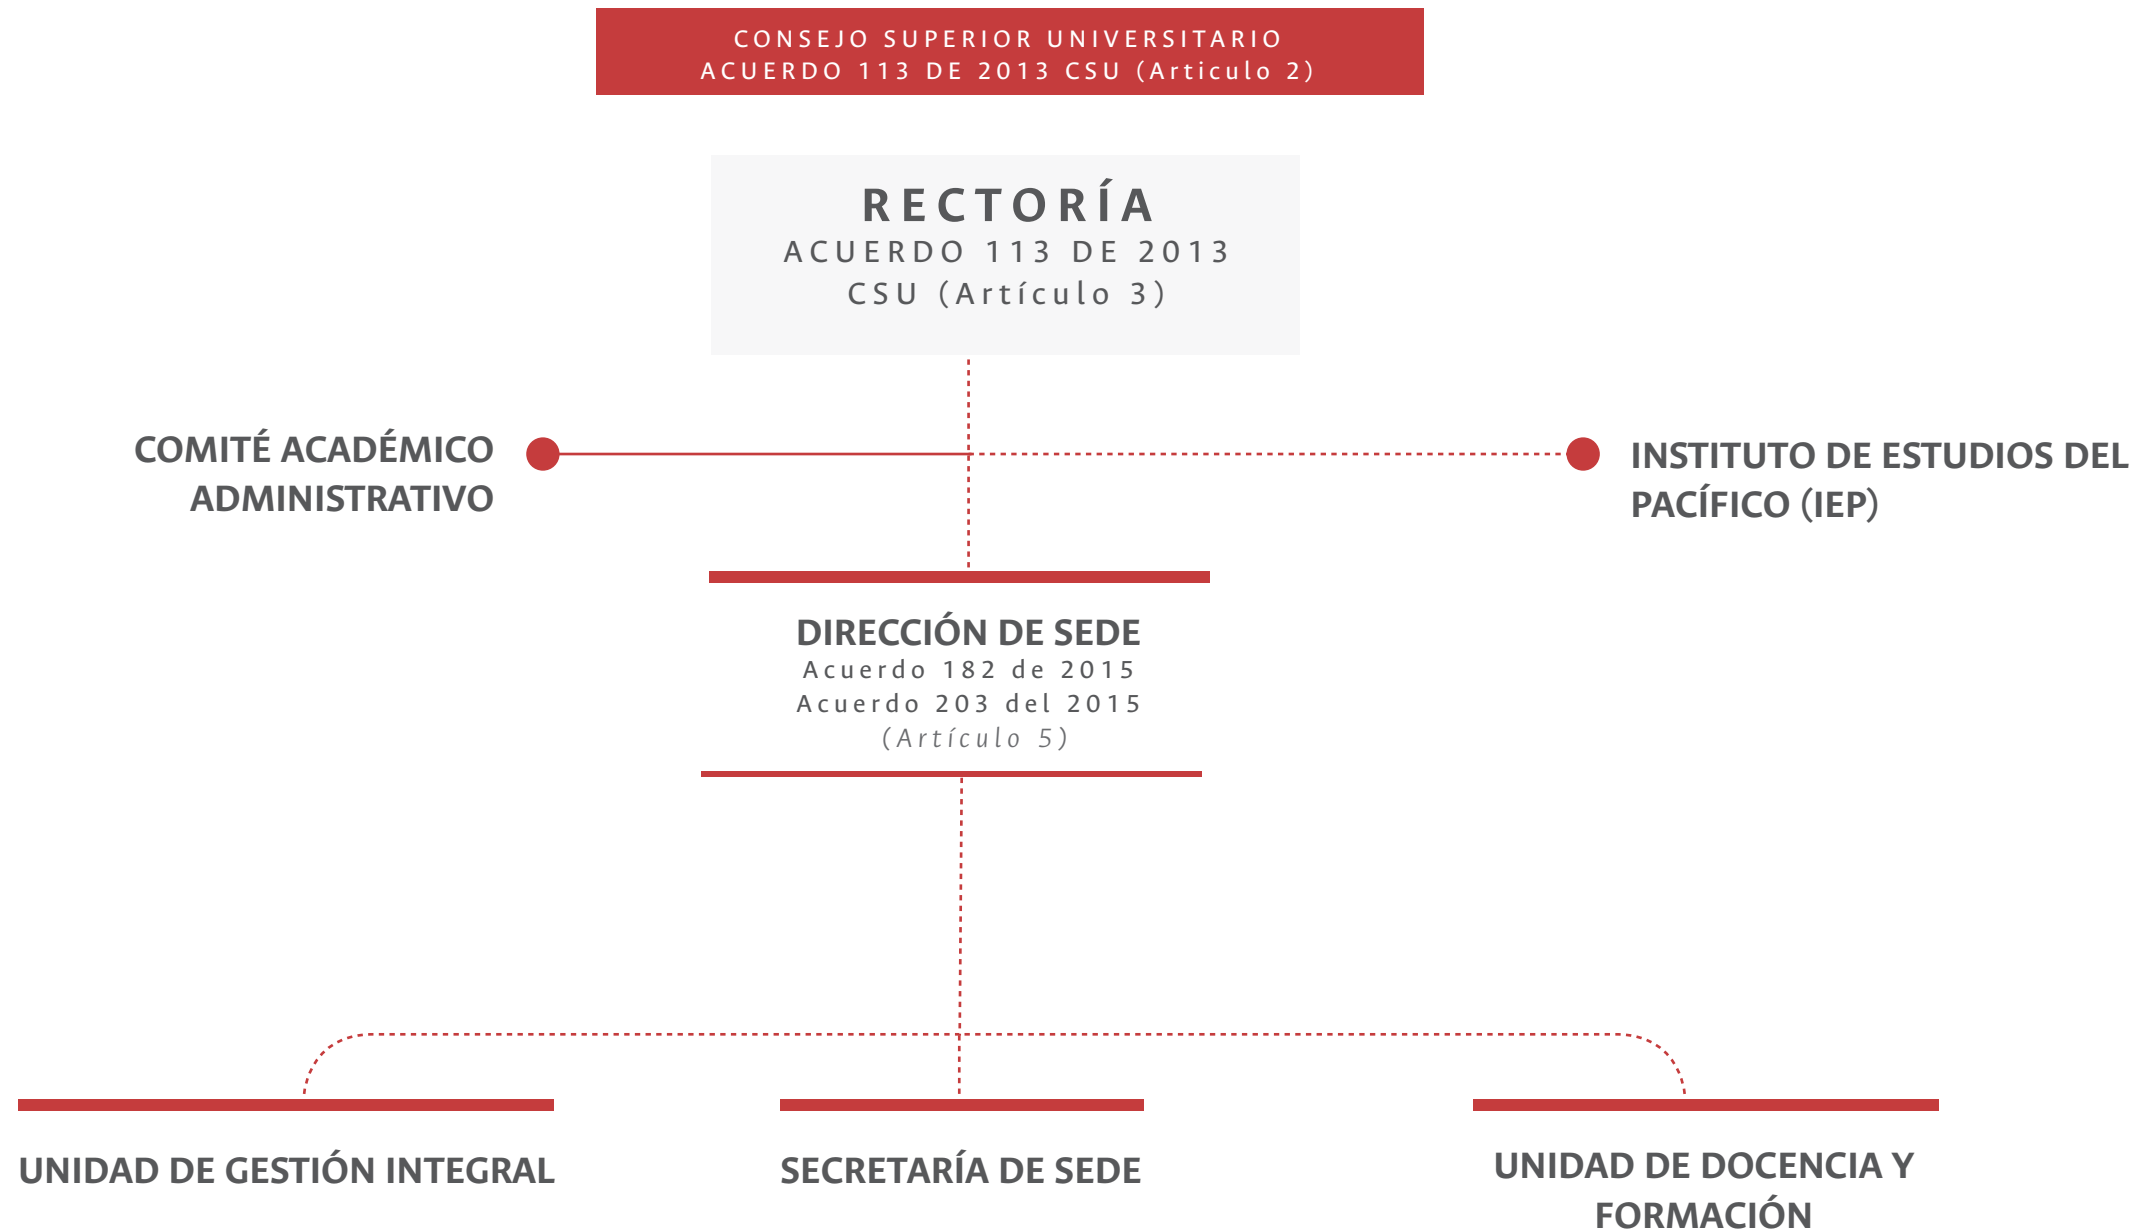 CONSEJO SUPERIOR UNIVERSITARIO
ACUERDO 113 DE 2013 CSU (Articulo 2)
RECTORÍA
ACUERDO 113 DE 2013
CSU (Artículo 3)
COMITÉ ACADÉMICO
ADMINISTRATIVO
INSTITUTO DE ESTUDIOS DEL
PACÍFICO (IEP)
DIRECCIÓN DE SEDE
Acuerdo 182 de 2015
Acuerdo 203 del 2015
(Artículo 5)
UNIDAD DE GESTIÓN INTEGRAL
SECRETARÍA DE SEDE
UNIDAD DE DOCENCIA Y
FORMACIÓN